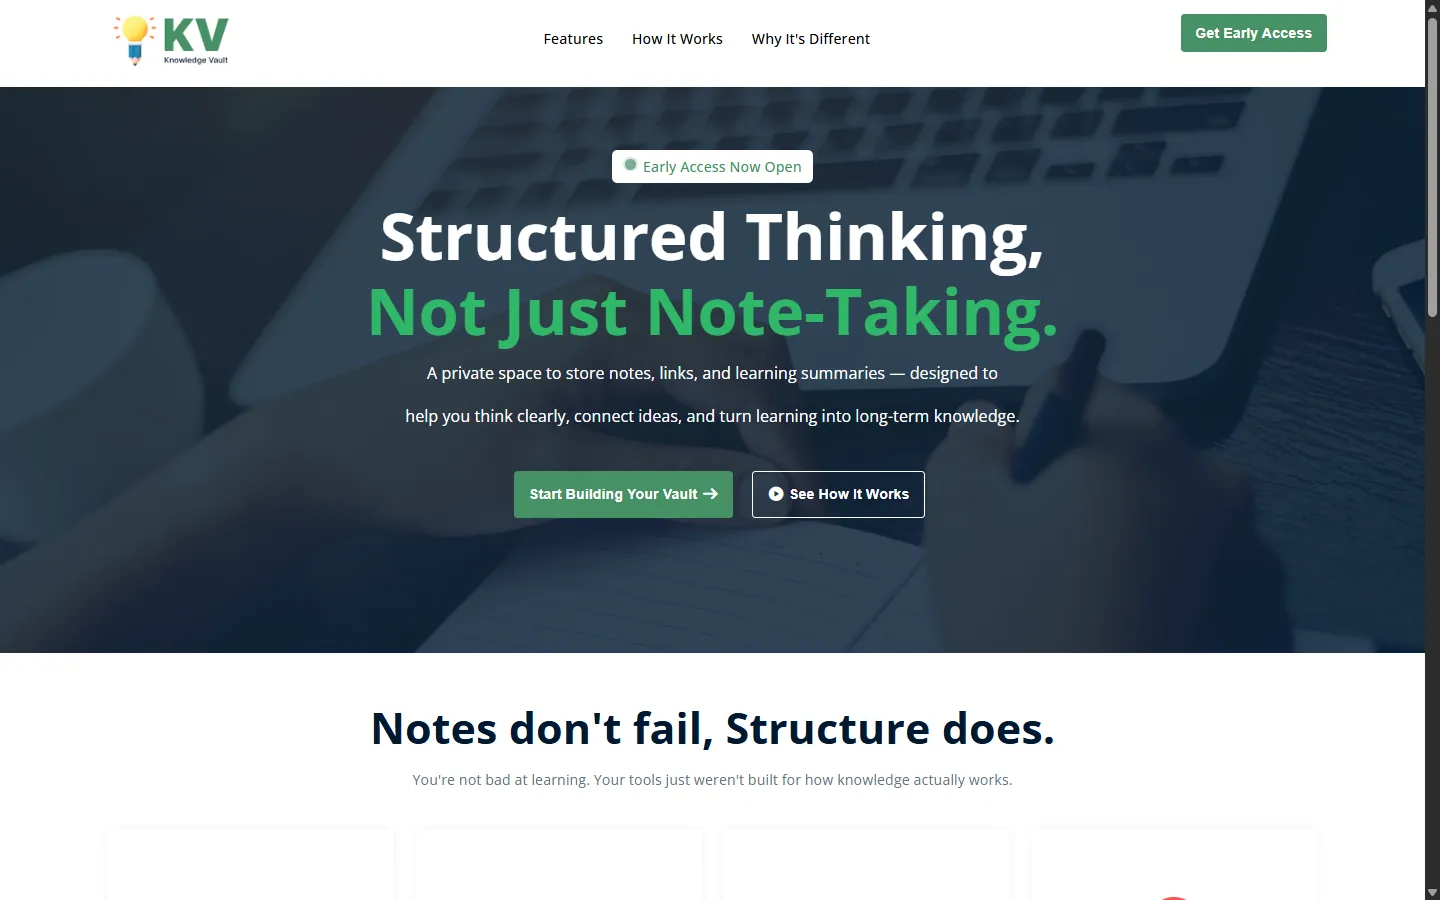 KV
Knowledge Vault
Features
How It Works
Why It's Different
Get Early Access
Early Access Now Open
Structured Thinking,
Not Just Note-Taking.
A private space to store notes, links, and learning summaries — designed to
help you think clearly, connect ideas, and turn learning into long-term knowledge.
Start Building Your Vault →
See How It Works
Notes don't fail, Structure does.
You're not bad at learning. Your tools just weren't built for how knowledge actually works.